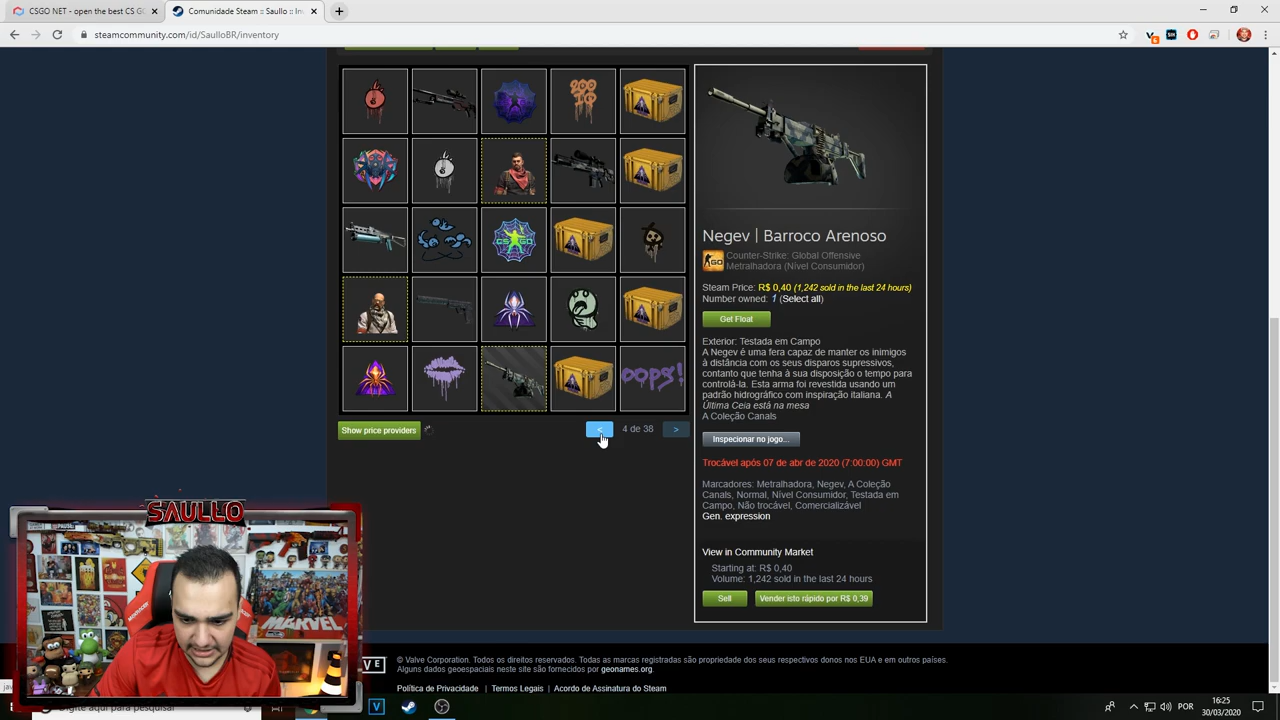 CS:GO NET - open the best CS G
Steam Comunidade :: Saullo ::
steamcommunity.com/id/SaulloBR/inventory
Negev | Barroco Arenoso
Counter-Strike: Global Offensive
Metralhadora (Nível Consumidor)
Steam Price: R$ 0,40 (1,242 sold in the last 24 hours)
Number owned: 1 (Select all)
Get Float
Exterior: Testada em Campo
A Negev é uma fera capaz de manter os inimigos
à distância com os seus disparos supressivos,
contanto que tenha à sua disposição o tempo para
controlá-la. Esta arma foi revestida usando um
padrão hidrográfico com inspiração italiana. A
Última Ceia está na mesa
A Coleção Canals
Inspecionar no jogo...
Trocável após 07 de abr de 2020 (7:00:00) GMT
Marcadores: Metralhadora, Negev, A Coleção
Canals, Normal, Nível Consumidor, Testada em
Campo, Não trocável, Comercializável
Gen. expression
View in Community Market
Starting at: R$ 0,40
Volume: 1,242 sold in the last 24 hours
Sell
Vender isto rápido por R$ 0,39
CS GO
OOPS!
Show price providers
< 4 de 38 >
SAULLO
MARVEL
© Valve Corporation. Todos os direitos reservados. Todas as marcas registradas são propriedade dos seus respectivos donos nos EUA e em outros países.
Alguns dados geoespaciais neste site são fornecidos por geonames.org.
Política de Privacidade | Termos Legais | Acordo de Assinatura do Steam
aqui para pesquisar
POR
16:25
30/03/2020